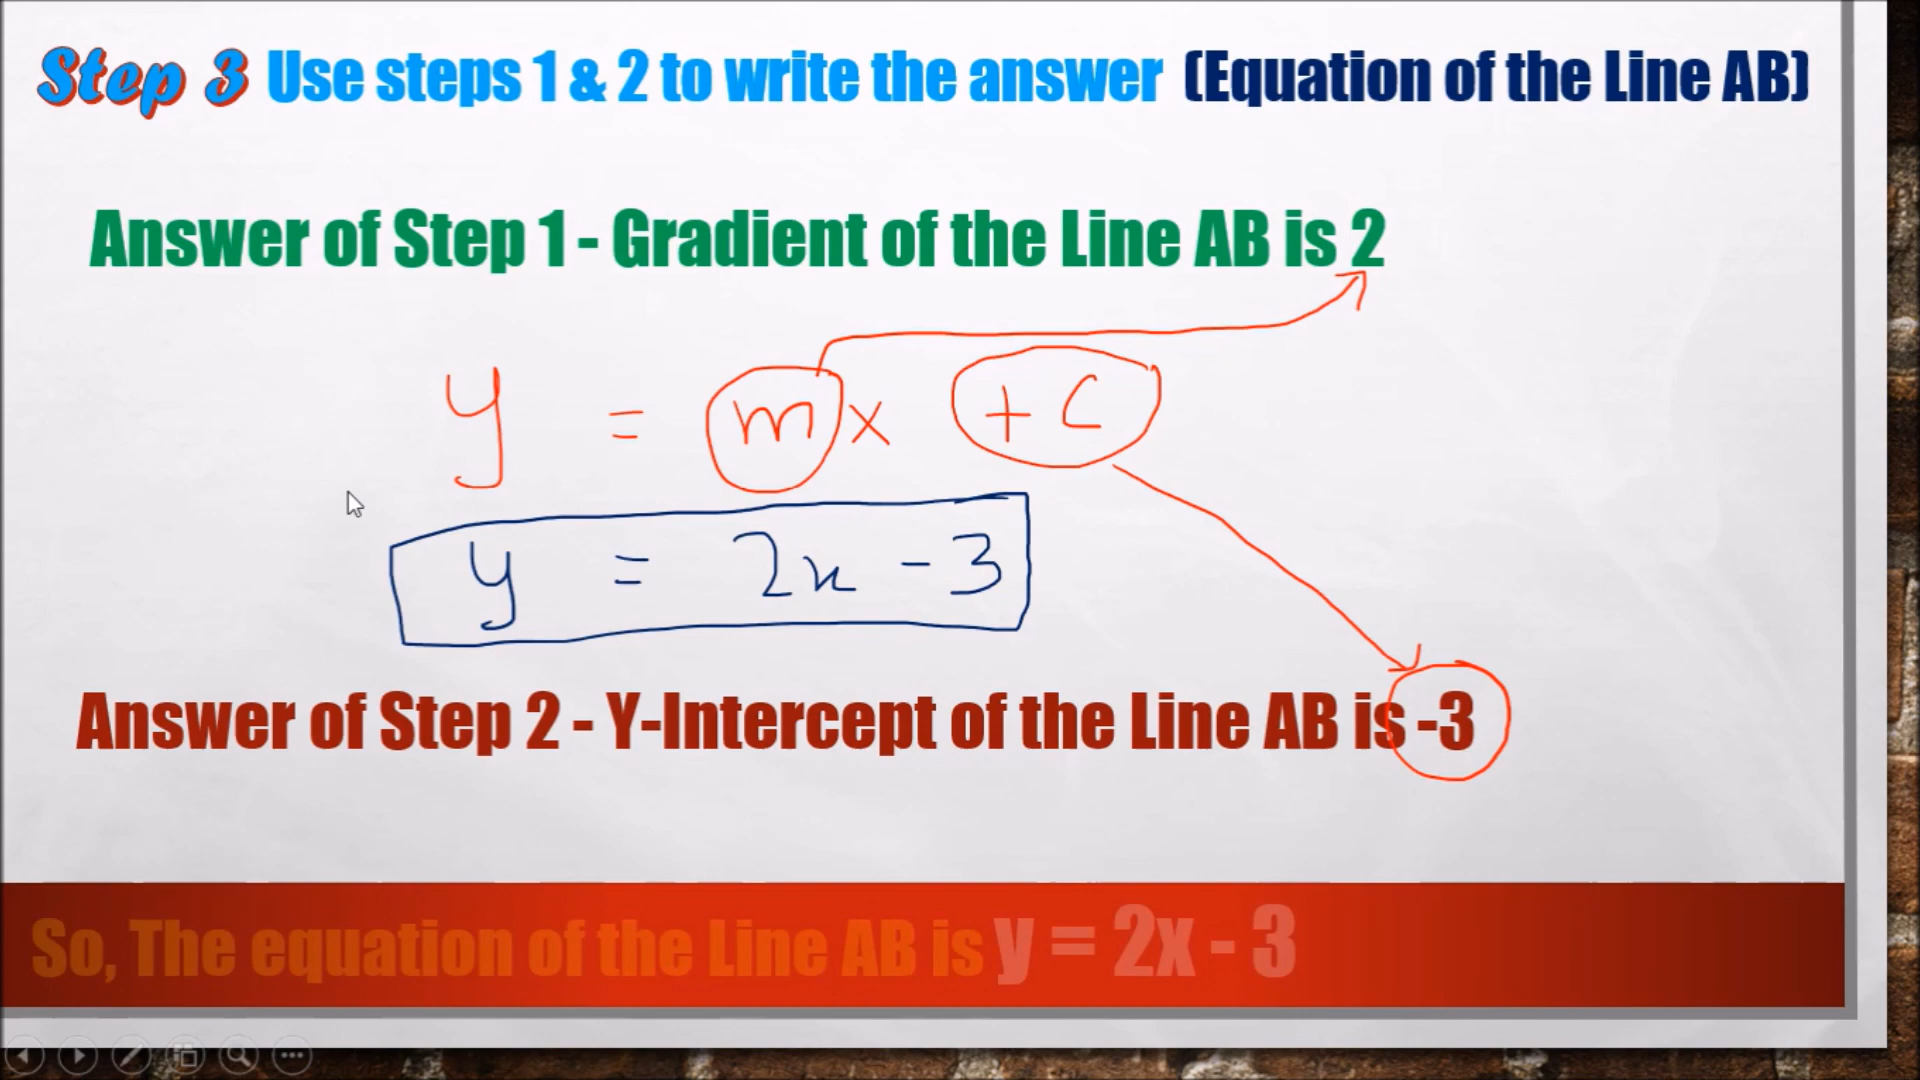 Step 3 Use steps 1 & 2 to write the answer (Equation of the Line AB)
Answer of Step 1 - Gradient of the Line AB is 2
y = mx + c
y = 2x - 3
Answer of Step 2 - Y-Intercept of the Line AB is -3
So, The equation of the Line AB is y = 2x - 3